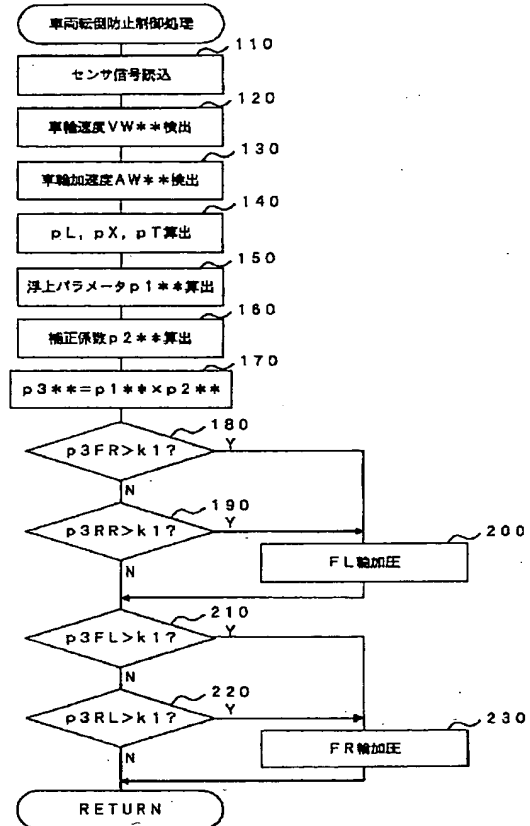 車両転倒防止制御処理
110
センサ信号読込
120
車輪速度VW**検出
130
車輪加速度AW**検出
140
pL, pX, pT算出
150
浮上パラメータp1**算出
160
補正係数p2**算出
170
p3**=p1**×p2**
180
p3FR>k1?
Y
N
190
p3RR>k1?
Y
200
FL輪加圧
N
210
p3FL>k1?
Y
N
220
p3RL>k1?
Y
230
FR輪加圧
N
RETURN